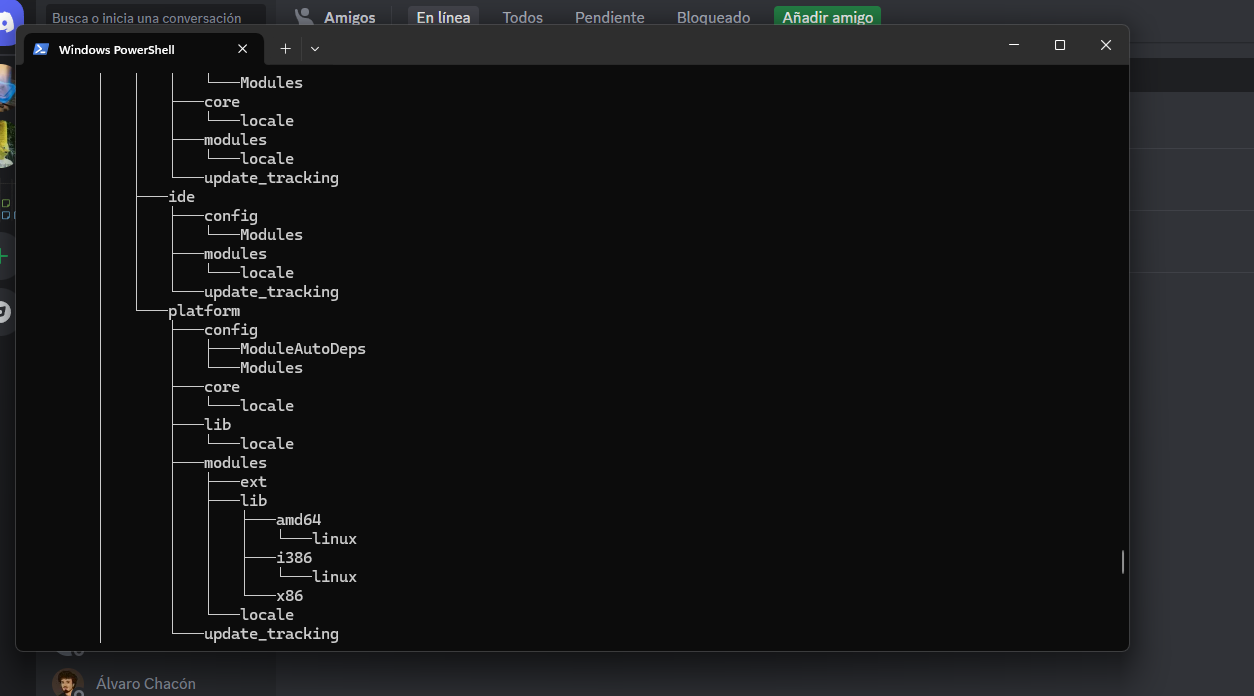 Busca o inicia una conversación
Amigos
En línea
Todos
Pendiente
Bloqueado
Añadir amigo
Windows PowerShell
Modules
core
locale
modules
locale
update_tracking
ide
config
Modules
modules
locale
update_tracking
platform
config
ModuleAutoDeps
Modules
core
locale
lib
locale
modules
ext
lib
amd64
linux
i386
linux
x86
locale
update_tracking
Álvaro Chacón